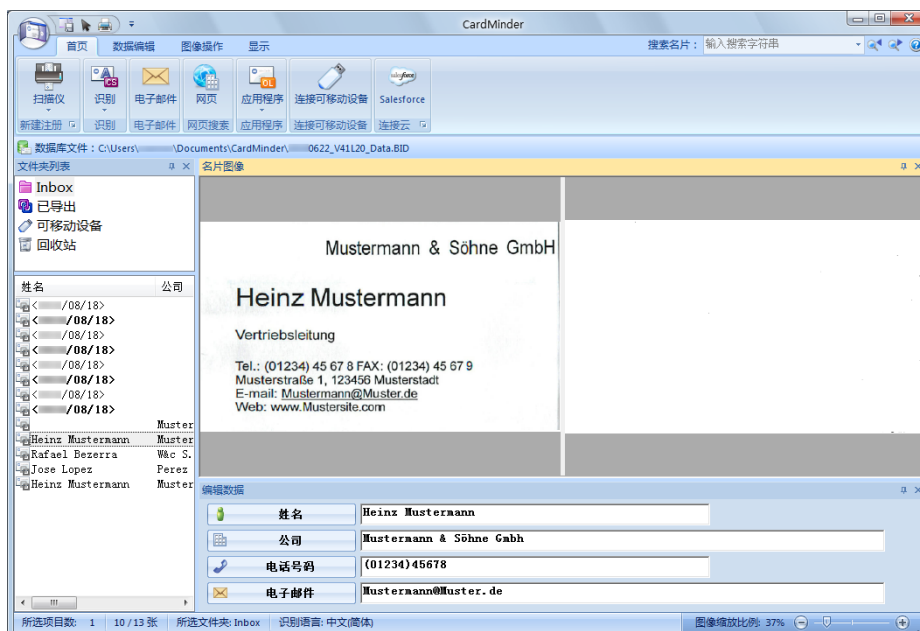 CardMinder
首页 数据编辑 图像操作 显示 搜索名片： 输入搜索字符串
扫描仪 识别 电子邮件 网页 应用程序 连接可移动设备 Salesforce
新建注册 识别 电子邮件 网页搜索 应用程序 连接可移动设备 连接云
数据库文件：C:\Users\ \Documents\CardMinder\ 0622_V41L20_Data.BID
文件夹列表 名片图像
Inbox
已导出
可移动设备
回收站
姓名 公司
< /08/18>
< /08/18>
< /08/18>
< /08/18>
< /08/18>
< /08/18>
< /08/18>
< /08/18>
Muster
Heinz Mustermann Muster
Rafael Bezerra W&c S.
Jose Lopez Perez
Heinz Mustermann Muster
Mustermann & Söhne GmbH
Heinz Mustermann
Vertriebsleitung
Tel.: (01234) 45 67 8 FAX: (01234) 45 67 9
Musterstraße 1, 123456 Musterstadt
E-mail: Mustermann@Muster.de
Web: www.Mustersite.com
编辑数据
姓名 Heinz Mustermann
公司 Mustermann & Söhne Gmbh
电话号码 (01234)45678
电子邮件 Mustermann@Muster.de
所选项目数: 1 10/13 张 所选文件夹: Inbox 识别语言: 中文(简体) 图像缩放比例: 37%